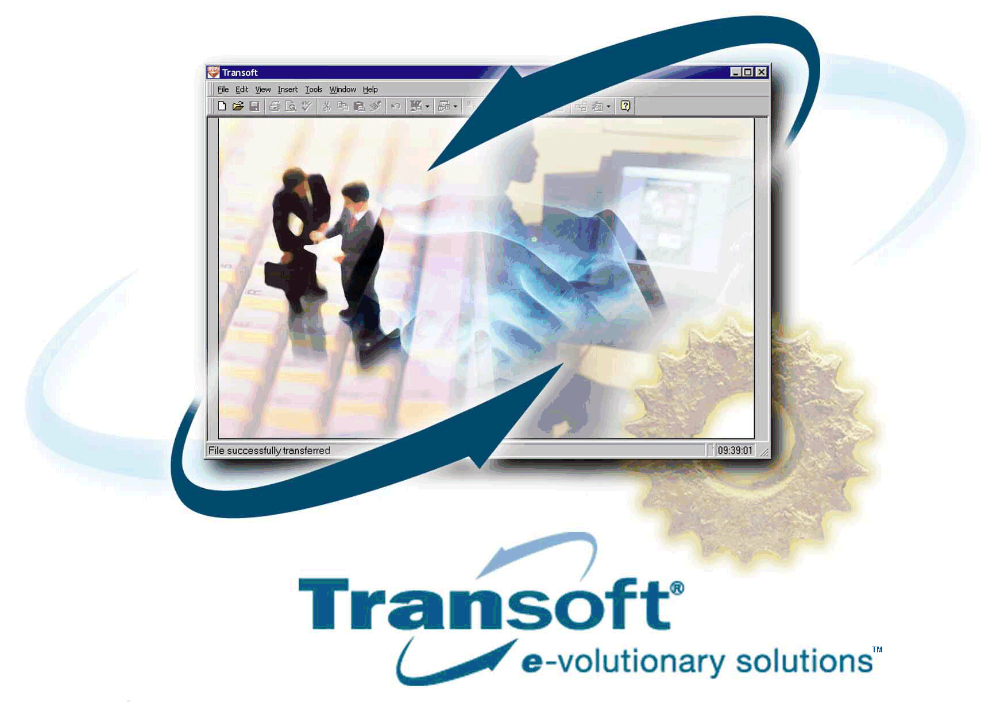 Transoft
File Edit View Insert Tools Window Help
File successfully transferred
09:39:01
Transoft®
e-volutionary solutions™